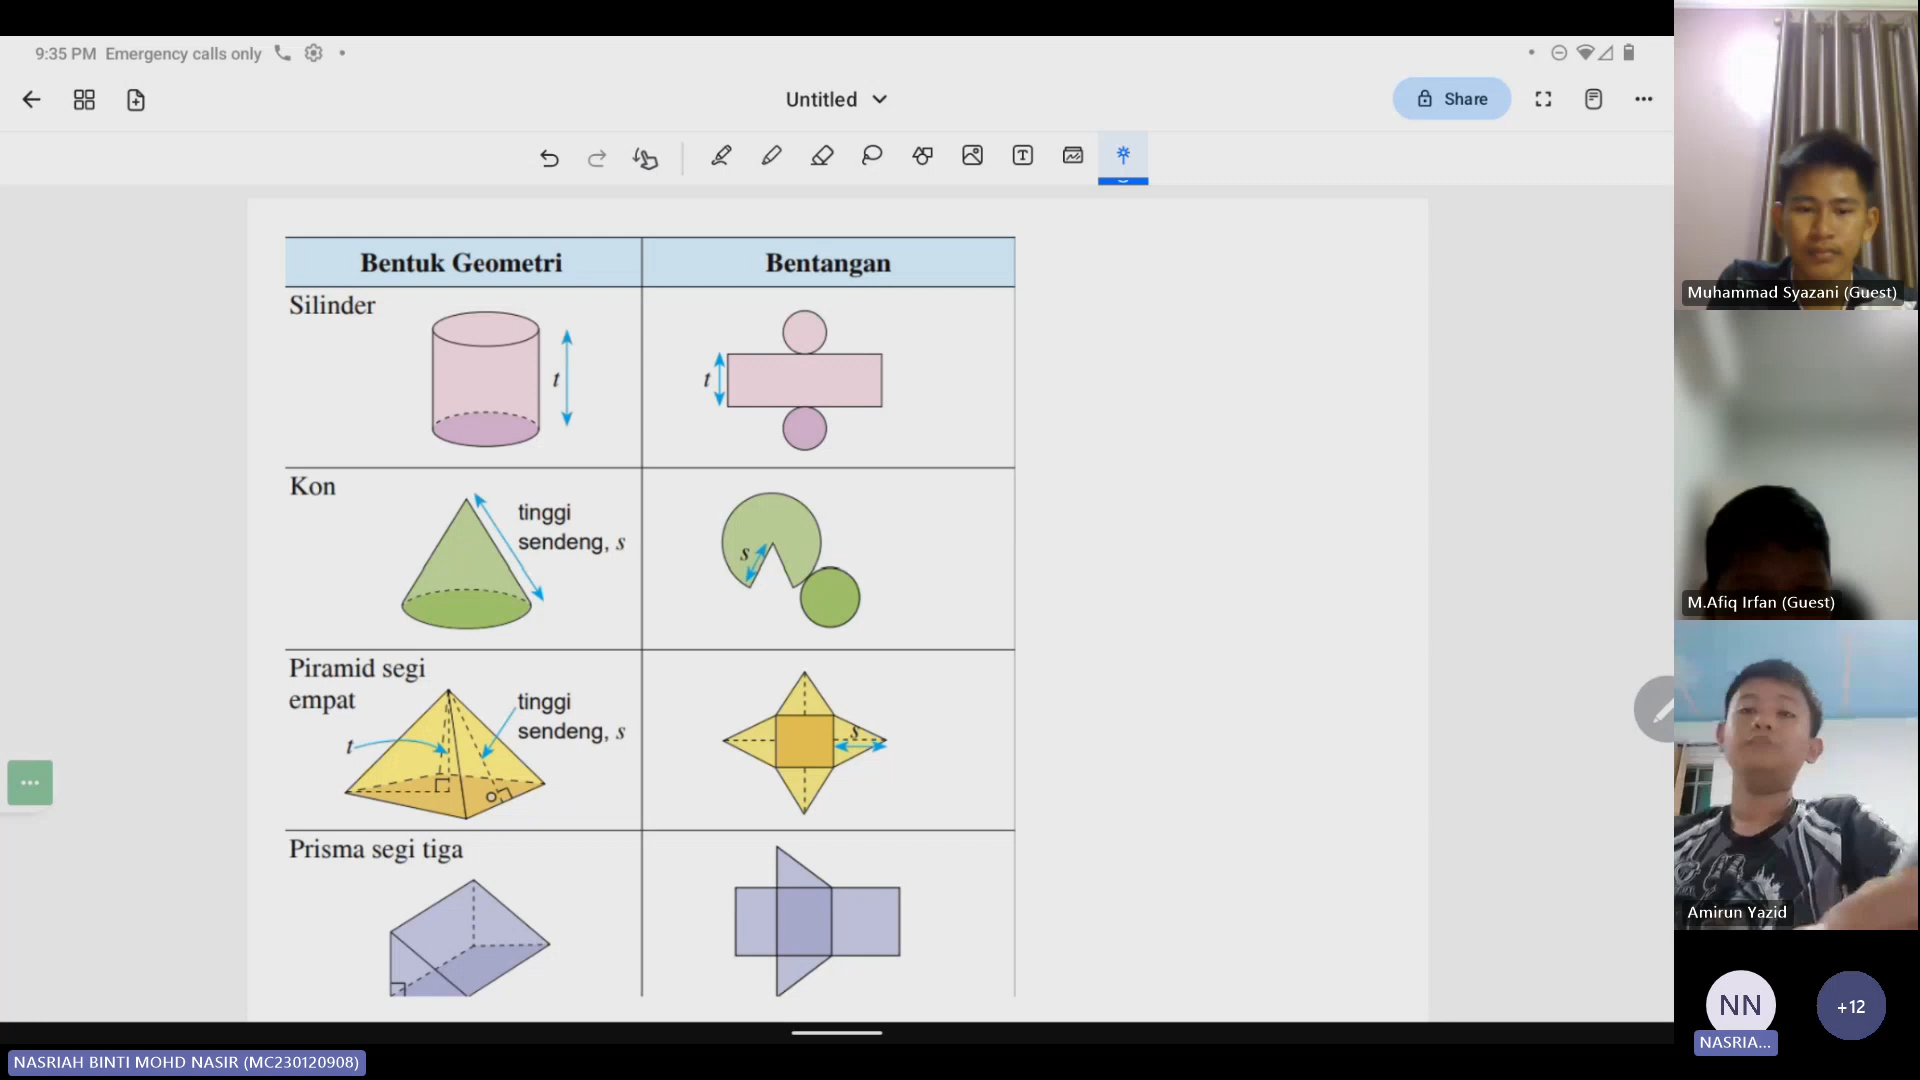 9:35 PM Emergency calls only
Untitled
Share
Bentuk Geometri
Bentangan
Silinder
t
t
Kon
tinggi
sendeng, s
s
Piramid segi
empat
tinggi
sendeng, s
t
s
Prisma segi tiga
Muhammad Syazani (Guest)
M.Afiq Irfan (Guest)
Amirun Yazid
NN
+12
NASRIA...
NASRIAH BINTI MOHD NASIR (MC230120908)